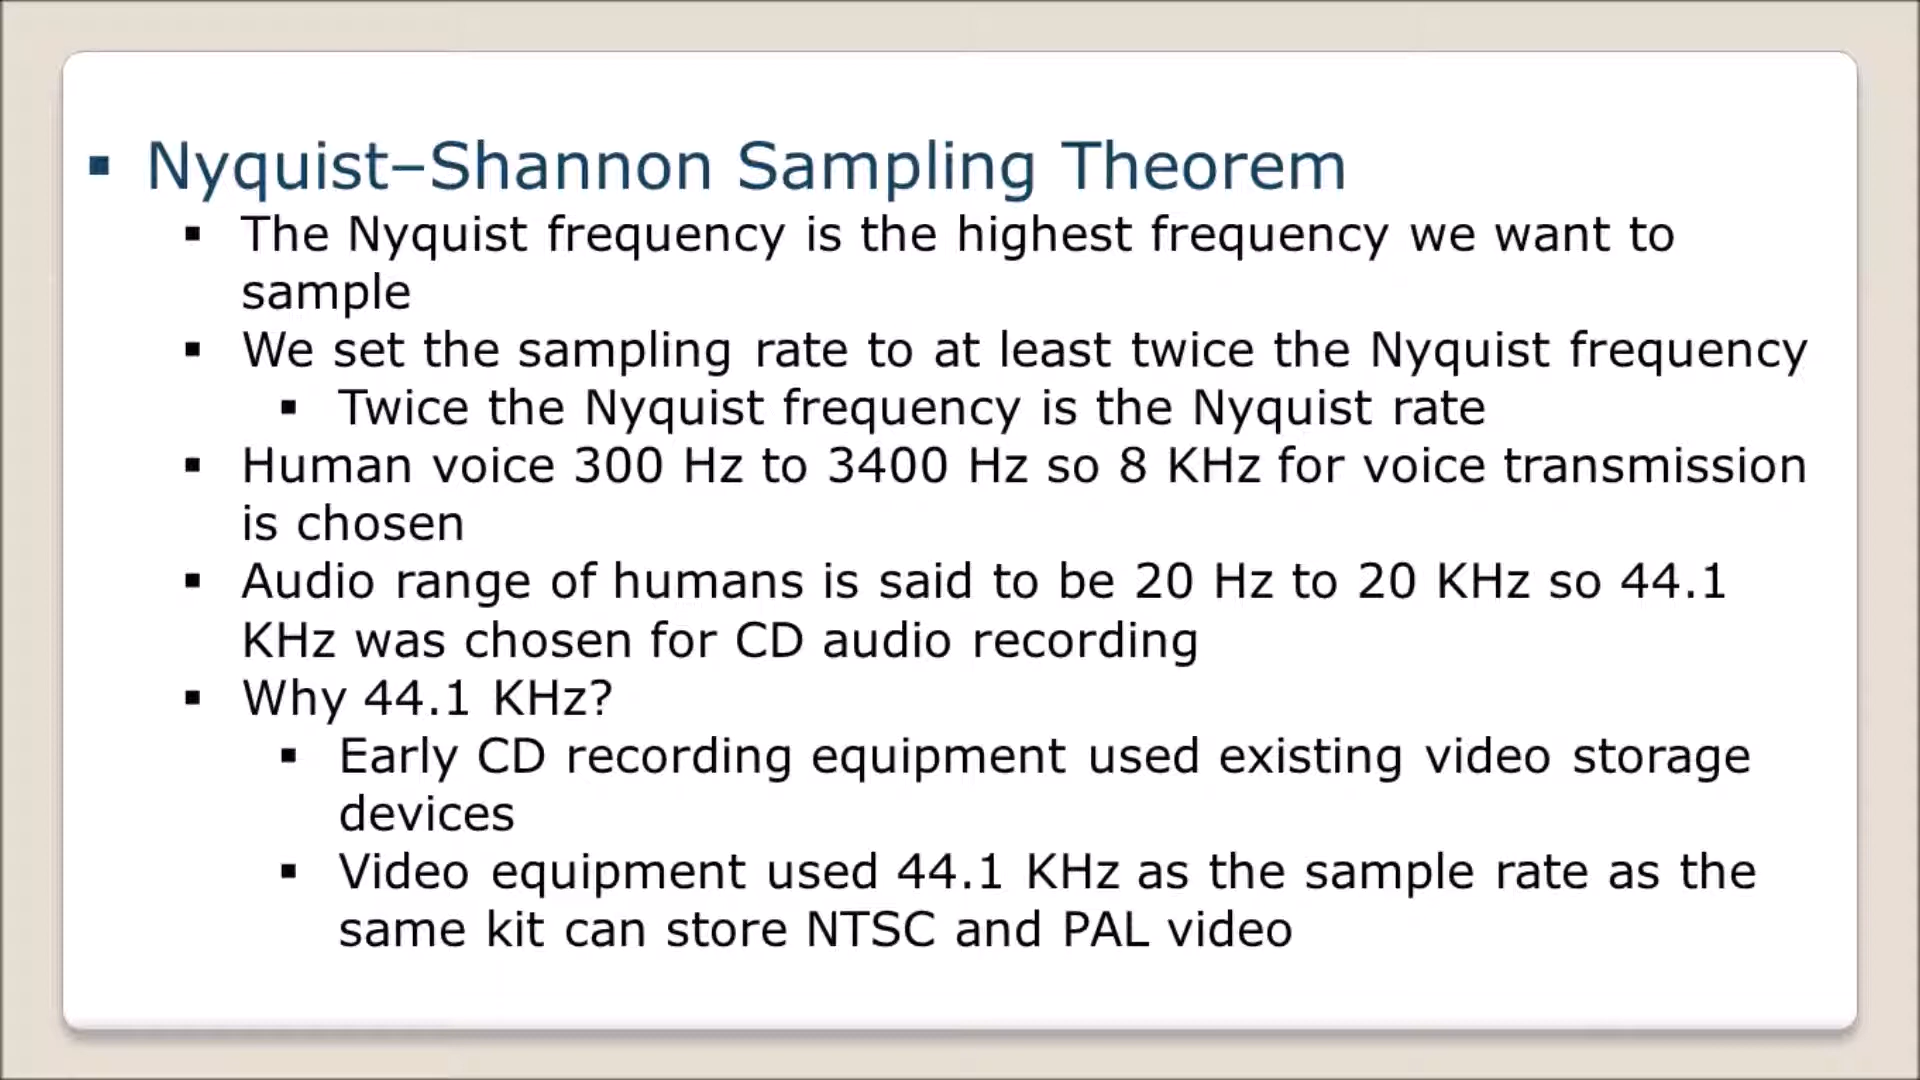 ▪ Nyquist–Shannon Sampling Theorem
▪ The Nyquist frequency is the highest frequency we want to
sample
▪ We set the sampling rate to at least twice the Nyquist frequency
▪ Twice the Nyquist frequency is the Nyquist rate
▪ Human voice 300 Hz to 3400 Hz so 8 KHz for voice transmission
is chosen
▪ Audio range of humans is said to be 20 Hz to 20 KHz so 44.1
KHz was chosen for CD audio recording
▪ Why 44.1 KHz?
▪ Early CD recording equipment used existing video storage
devices
▪ Video equipment used 44.1 KHz as the sample rate as the
same kit can store NTSC and PAL video